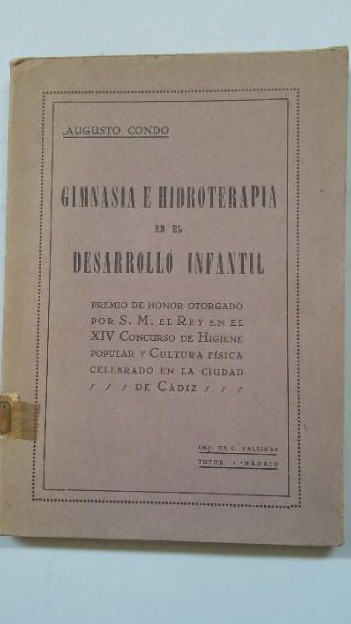 AUGUSTO CONDO
GIMNASIA E HIDROTERAPIA
EN EL
DESARROLLO INFANTIL
PREMIO DE HONOR OTORGADO
POR S. M. EL REY EN EL
XIV CONCURSO DE HIGIENE
POPULAR Y CULTURA FÍSICA
CELEBRADO EN LA CIUDAD
DE CÁDIZ
IMP. DE C. VALLINAS
MADRID